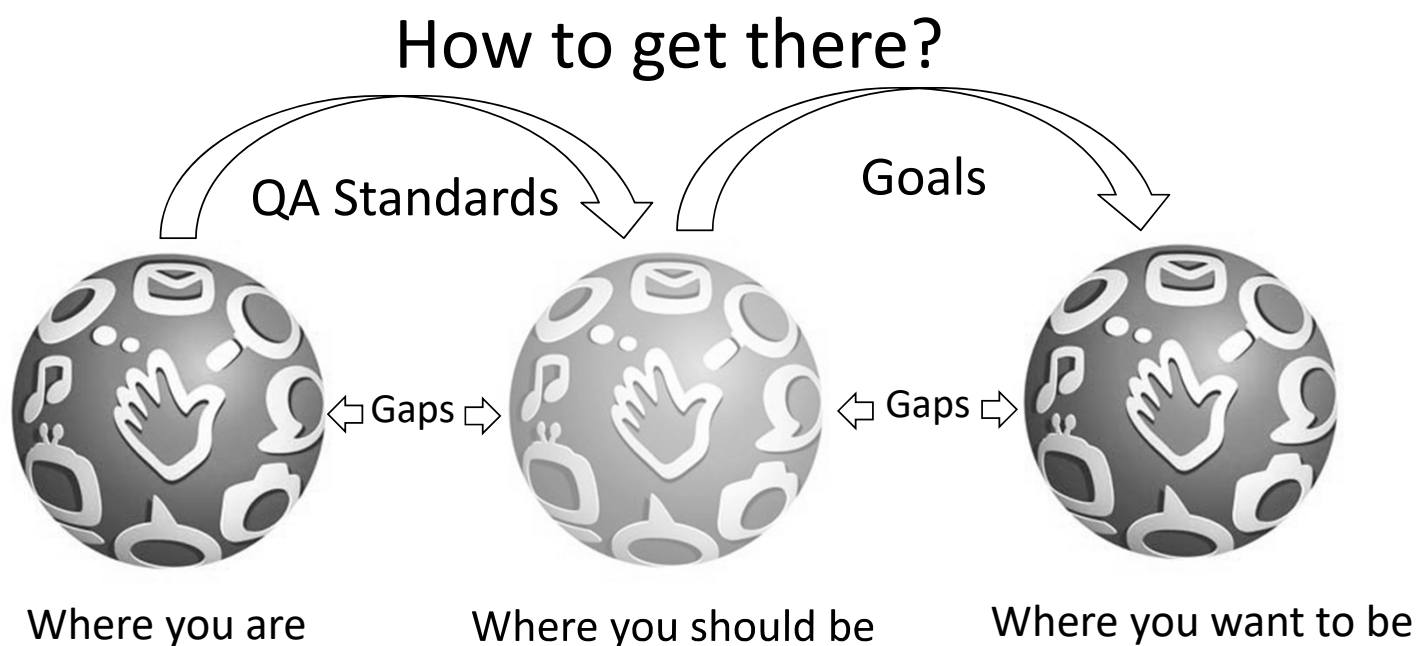 How to get there?
QA Standards
Goals
Gaps
Gaps
Where you are
Where you should be
Where you want to be